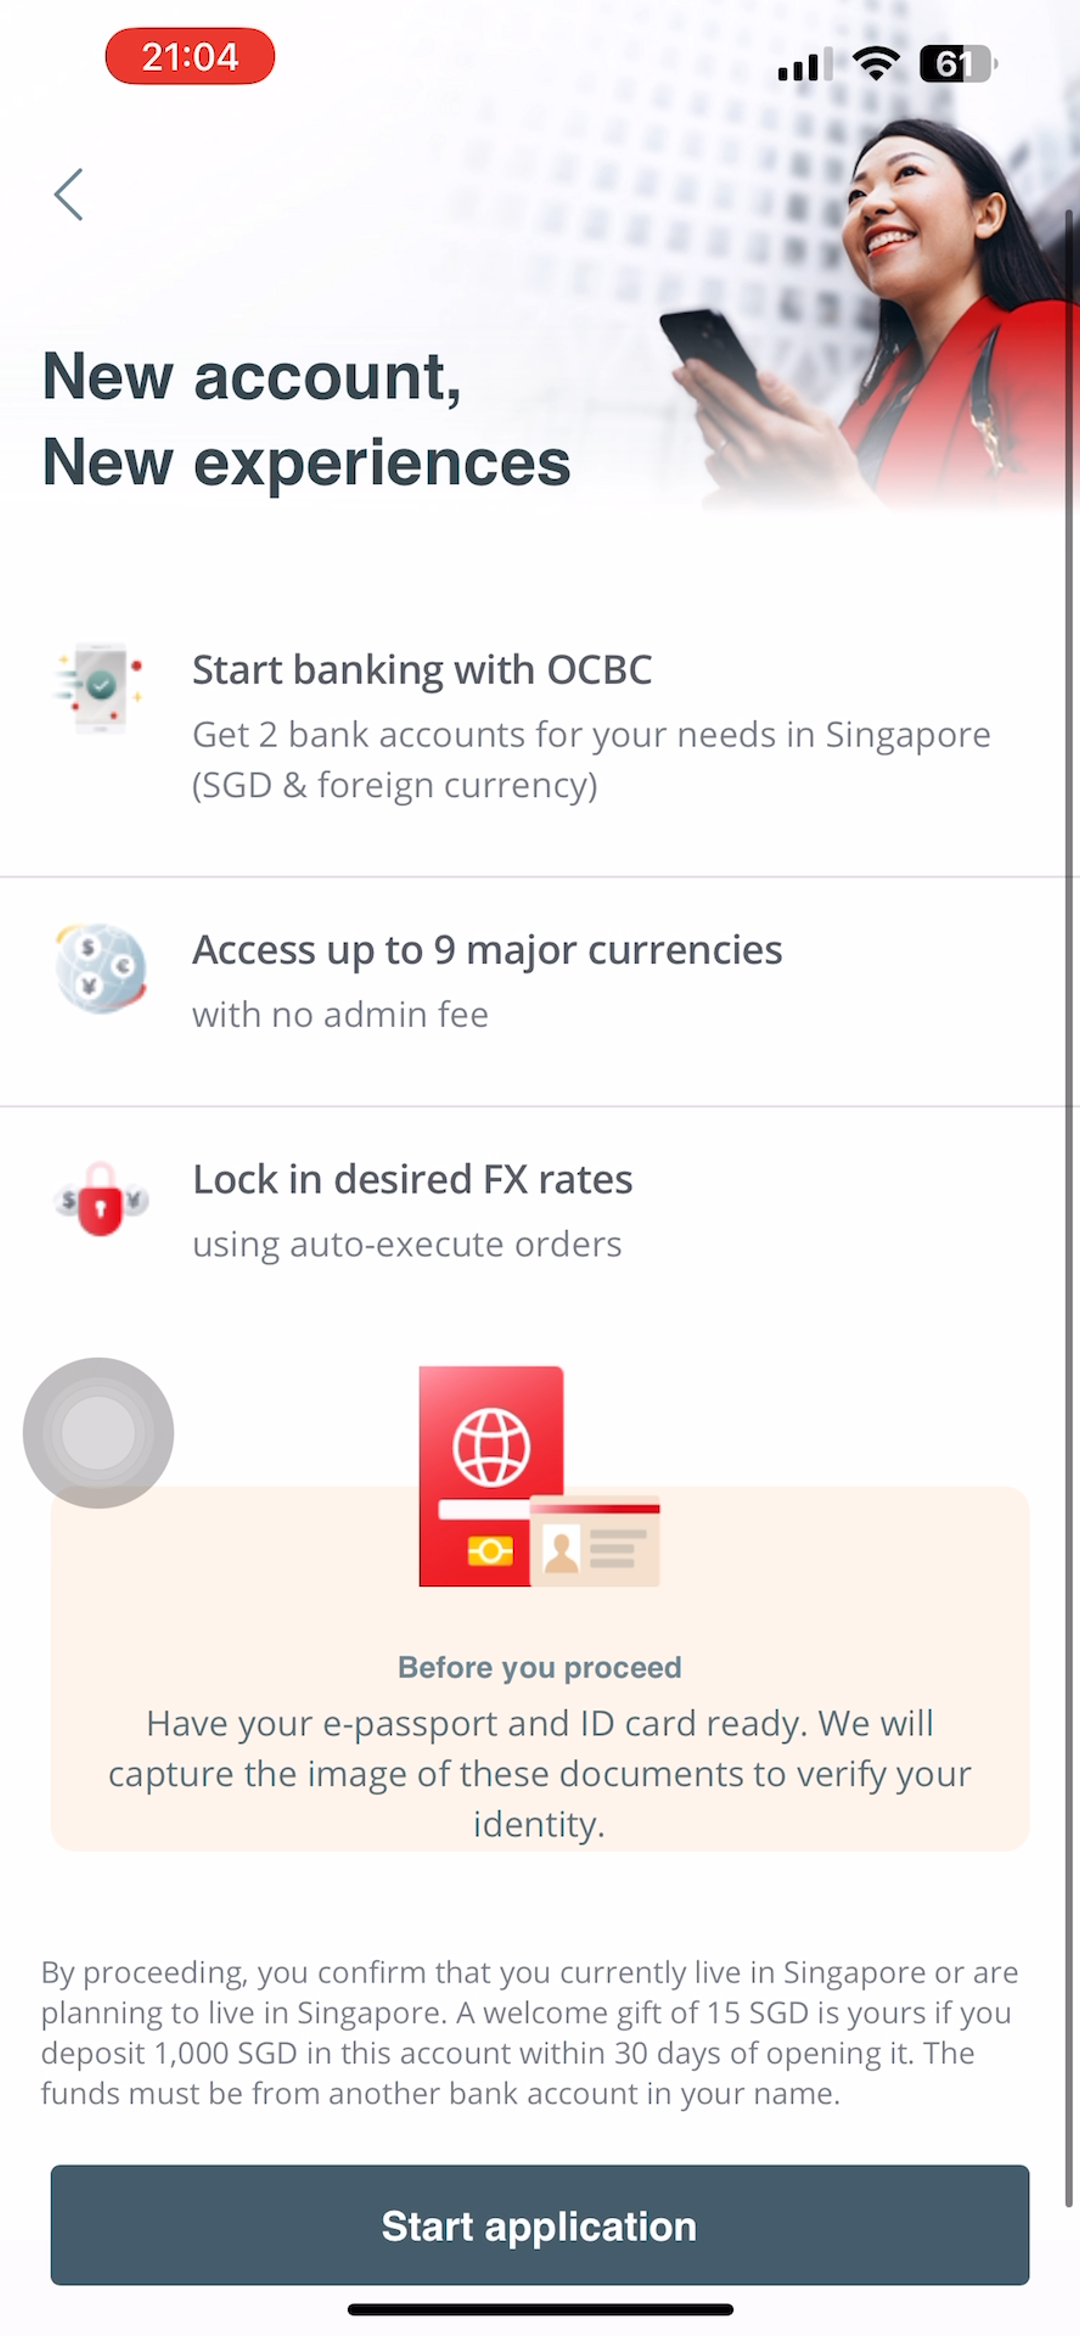 21:04
61
New account,
New experiences
Start banking with OCBC
Get 2 bank accounts for your needs in Singapore
(SGD & foreign currency)
Access up to 9 major currencies
with no admin fee
Lock in desired FX rates
using auto-execute orders
Before you proceed
Have your e-passport and ID card ready. We will
capture the image of these documents to verify your
identity.
By proceeding, you confirm that you currently live in Singapore or are
planning to live in Singapore. A welcome gift of 15 SGD is yours if you
deposit 1,000 SGD in this account within 30 days of opening it. The
funds must be from another bank account in your name.
Start application